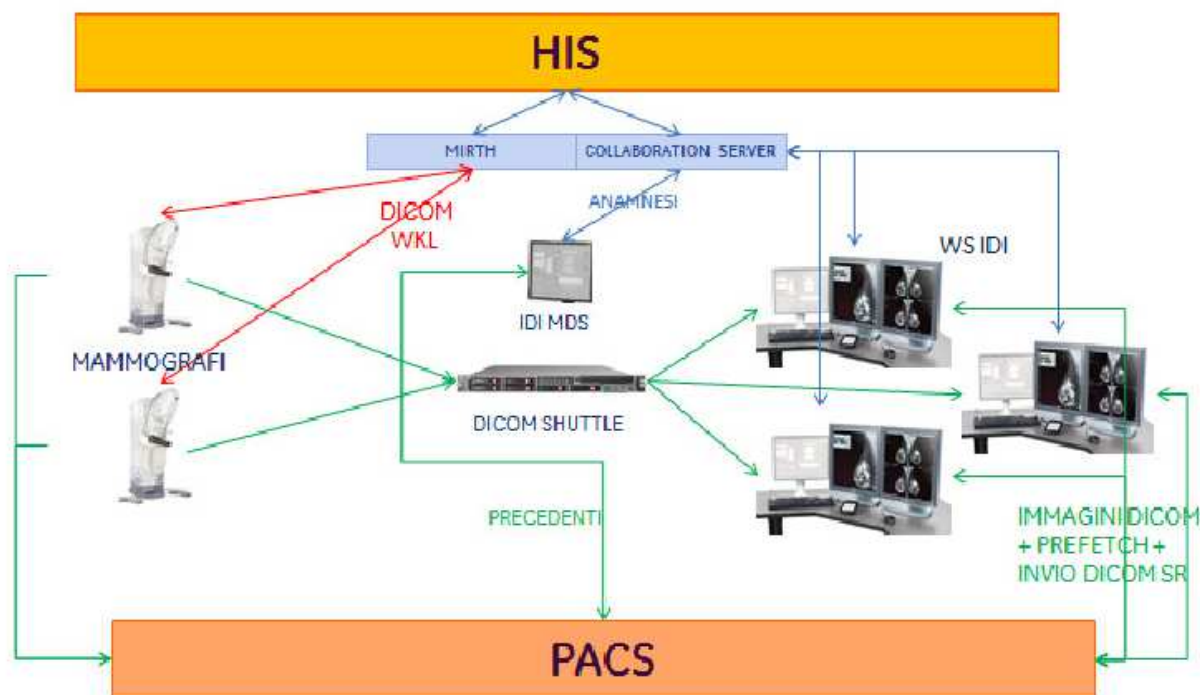 HIS
MIRTH
COLLABORATION SERVER
ANAMNESI
DICOM
WKL
WS IDI
IDI MDS
MAMMOGRAFI
DICOM SHUTTLE
PRECEDENTI
IMMAGINI DICOM
+ PREFETCH +
INVIO DICOM SR
PACS